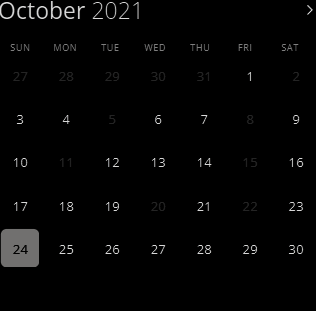 October 2021
SUN MON TUE WED THU FRI SAT
27 28 29 30 31 1 2
3 4 5 6 7 8 9
10 11 12 13 14 15 16
17 18 19 20 21 22 23
24 25 26 27 28 29 30